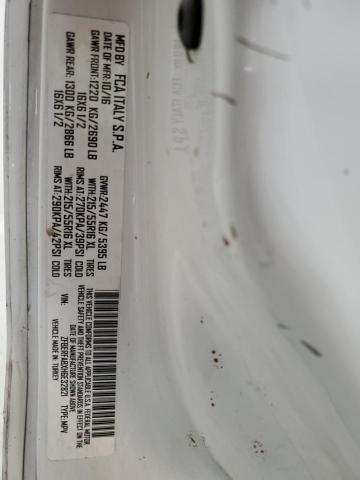 MFD BY FCA ITALY S.P.A.
DATE OF MFR:10/16 GVWR:2447 KG/5395 LB
GAWR FRONT:1220 KG/2690 LB WITH:215/55R16 XL TIRES
16X6 1/2 RIMS AT:270KPA/39PSI COLD
GAWR REAR: 1300 KG/2866 LB WITH:215/55R16 XL TIRES
16X6 1/2 RIMS AT:290KPA/42PSI COLD
THIS VEHICLE CONFORMS TO ALL APPLICABLE U.S.A. FEDERAL MOTOR
VEHICLE SAFETY AND THEFT PREVENTION STANDARDS IN EFFECT ON THE
DATE OF MANUFACTURE SHOWN ABOVE
VIN: TYPE:MPV
MADE IN:TURKEY